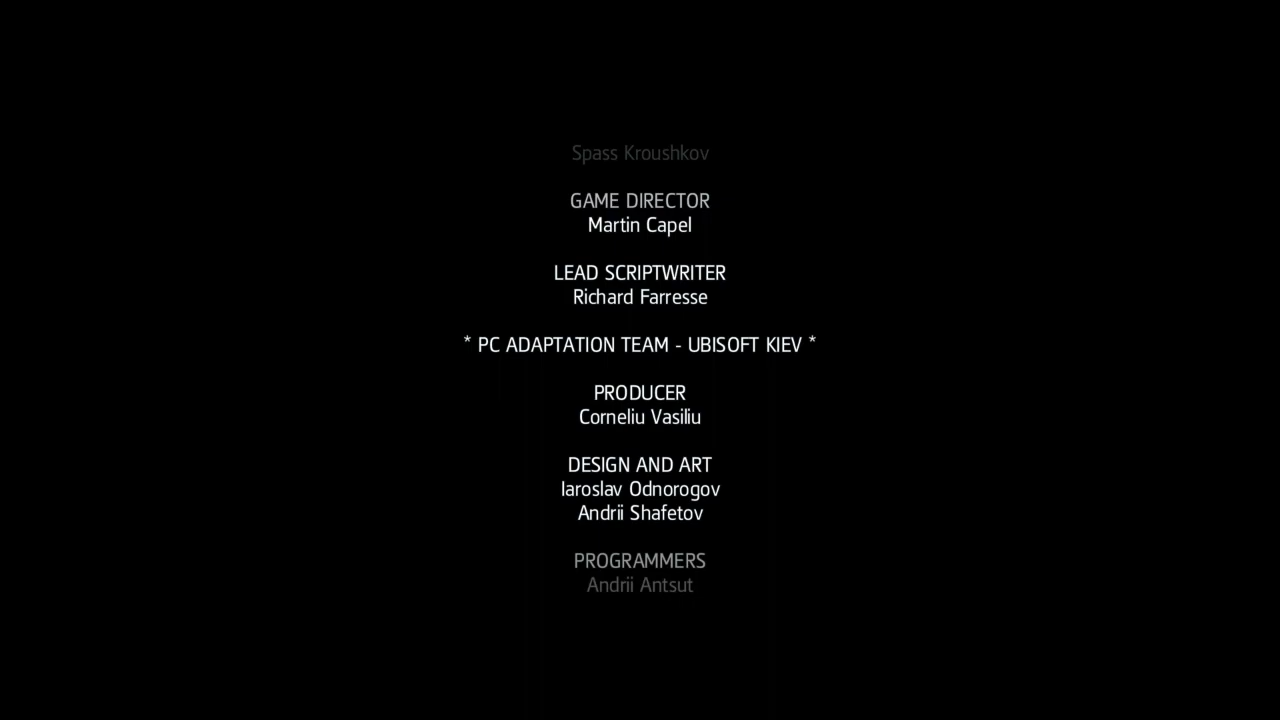 Spass Kroushkov
GAME DIRECTOR
Martin Capel
LEAD SCRIPTWRITER
Richard Farresse
* PC ADAPTATION TEAM - UBISOFT KIEV *
PRODUCER
Corneliu Vasiliu
DESIGN AND ART
Iaroslav Odnorogov
Andrii Shafetov
PROGRAMMERS
Andrii Antsut